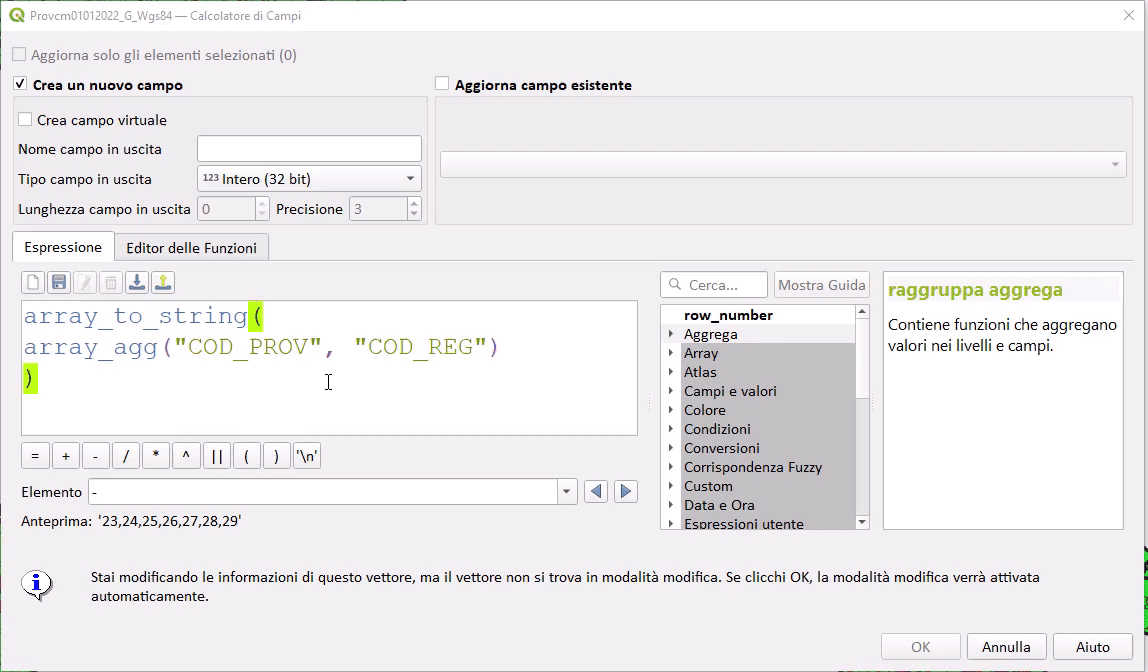 Provcm01012022_G_Wgs84 — Calcolatore di Campi
Aggiorna solo gli elementi selezionati (0)
Crea un nuovo campo
Aggiorna campo esistente
Crea campo virtuale
Nome campo in uscita
Tipo campo in uscita
123 Intero (32 bit)
Lunghezza campo in uscita
0
Precisione
3
Espressione
Editor delle Funzioni
Cerca...
Mostra Guida
array_to_string(
array_agg("COD_PROV", "COD_REG")
)
row_number
Aggrega
Array
Atlas
Campi e valori
Colore
Condizioni
Conversioni
Corrispondenza Fuzzy
Custom
Data e Ora
Espressioni utente
raggruppa aggrega
Contiene funzioni che aggregano
valori nei livelli e campi.
= + - / * ^ || ( ) '\n'
Elemento
-
Anteprima: '23,24,25,26,27,28,29'
Stai modificando le informazioni di questo vettore, ma il vettore non si trova in modalità modifica. Se clicchi OK, la modalità modifica verrà attivata
automaticamente.
OK
Annulla
Aiuto